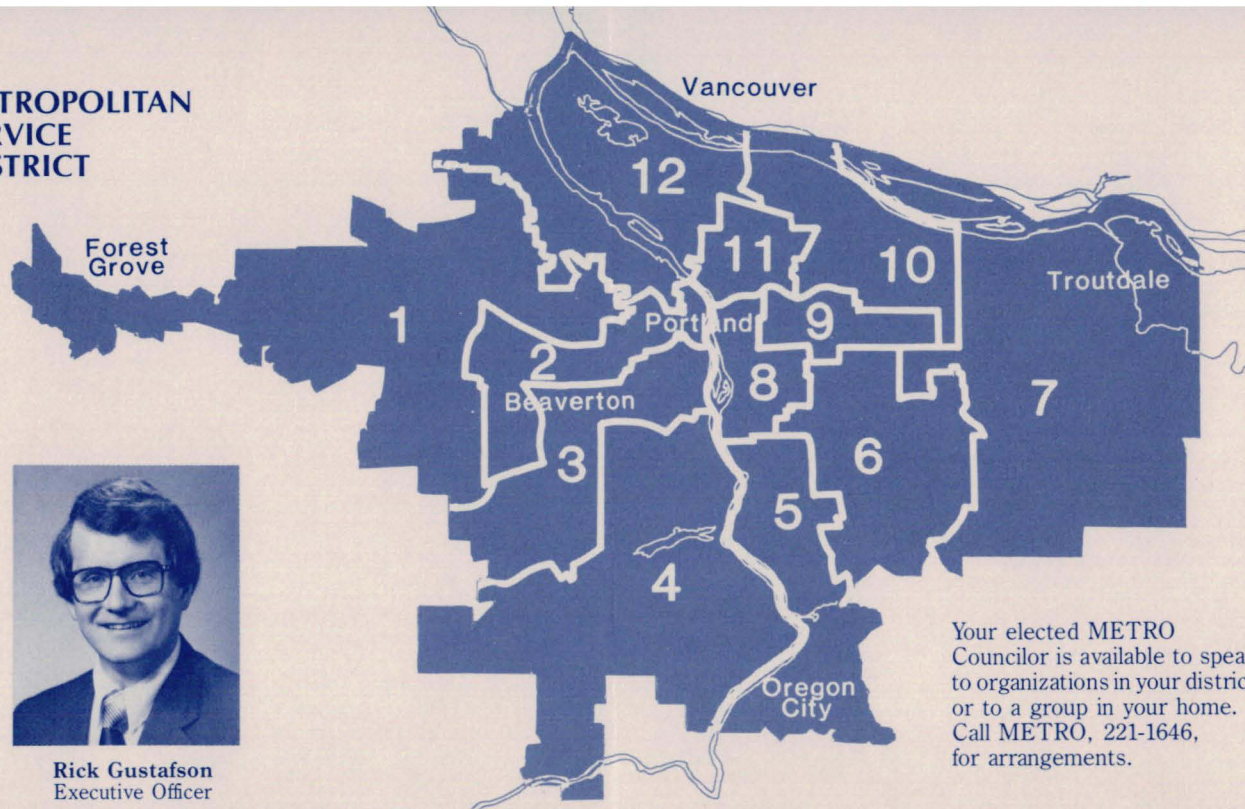 TROPOLITAN
RVICE
STRICT
Vancouver
12
Forest
Grove
11
10
Troutdale
1
Portland
9
2
8
Beaverton
7
3
6
5
4
Your elected METRO
Councilor is available to spea
to organizations in your distric
or to a group in your home.
Call METRO, 221-1646,
for arrangements.
Oregon
City
Rick Gustafson
Executive Officer